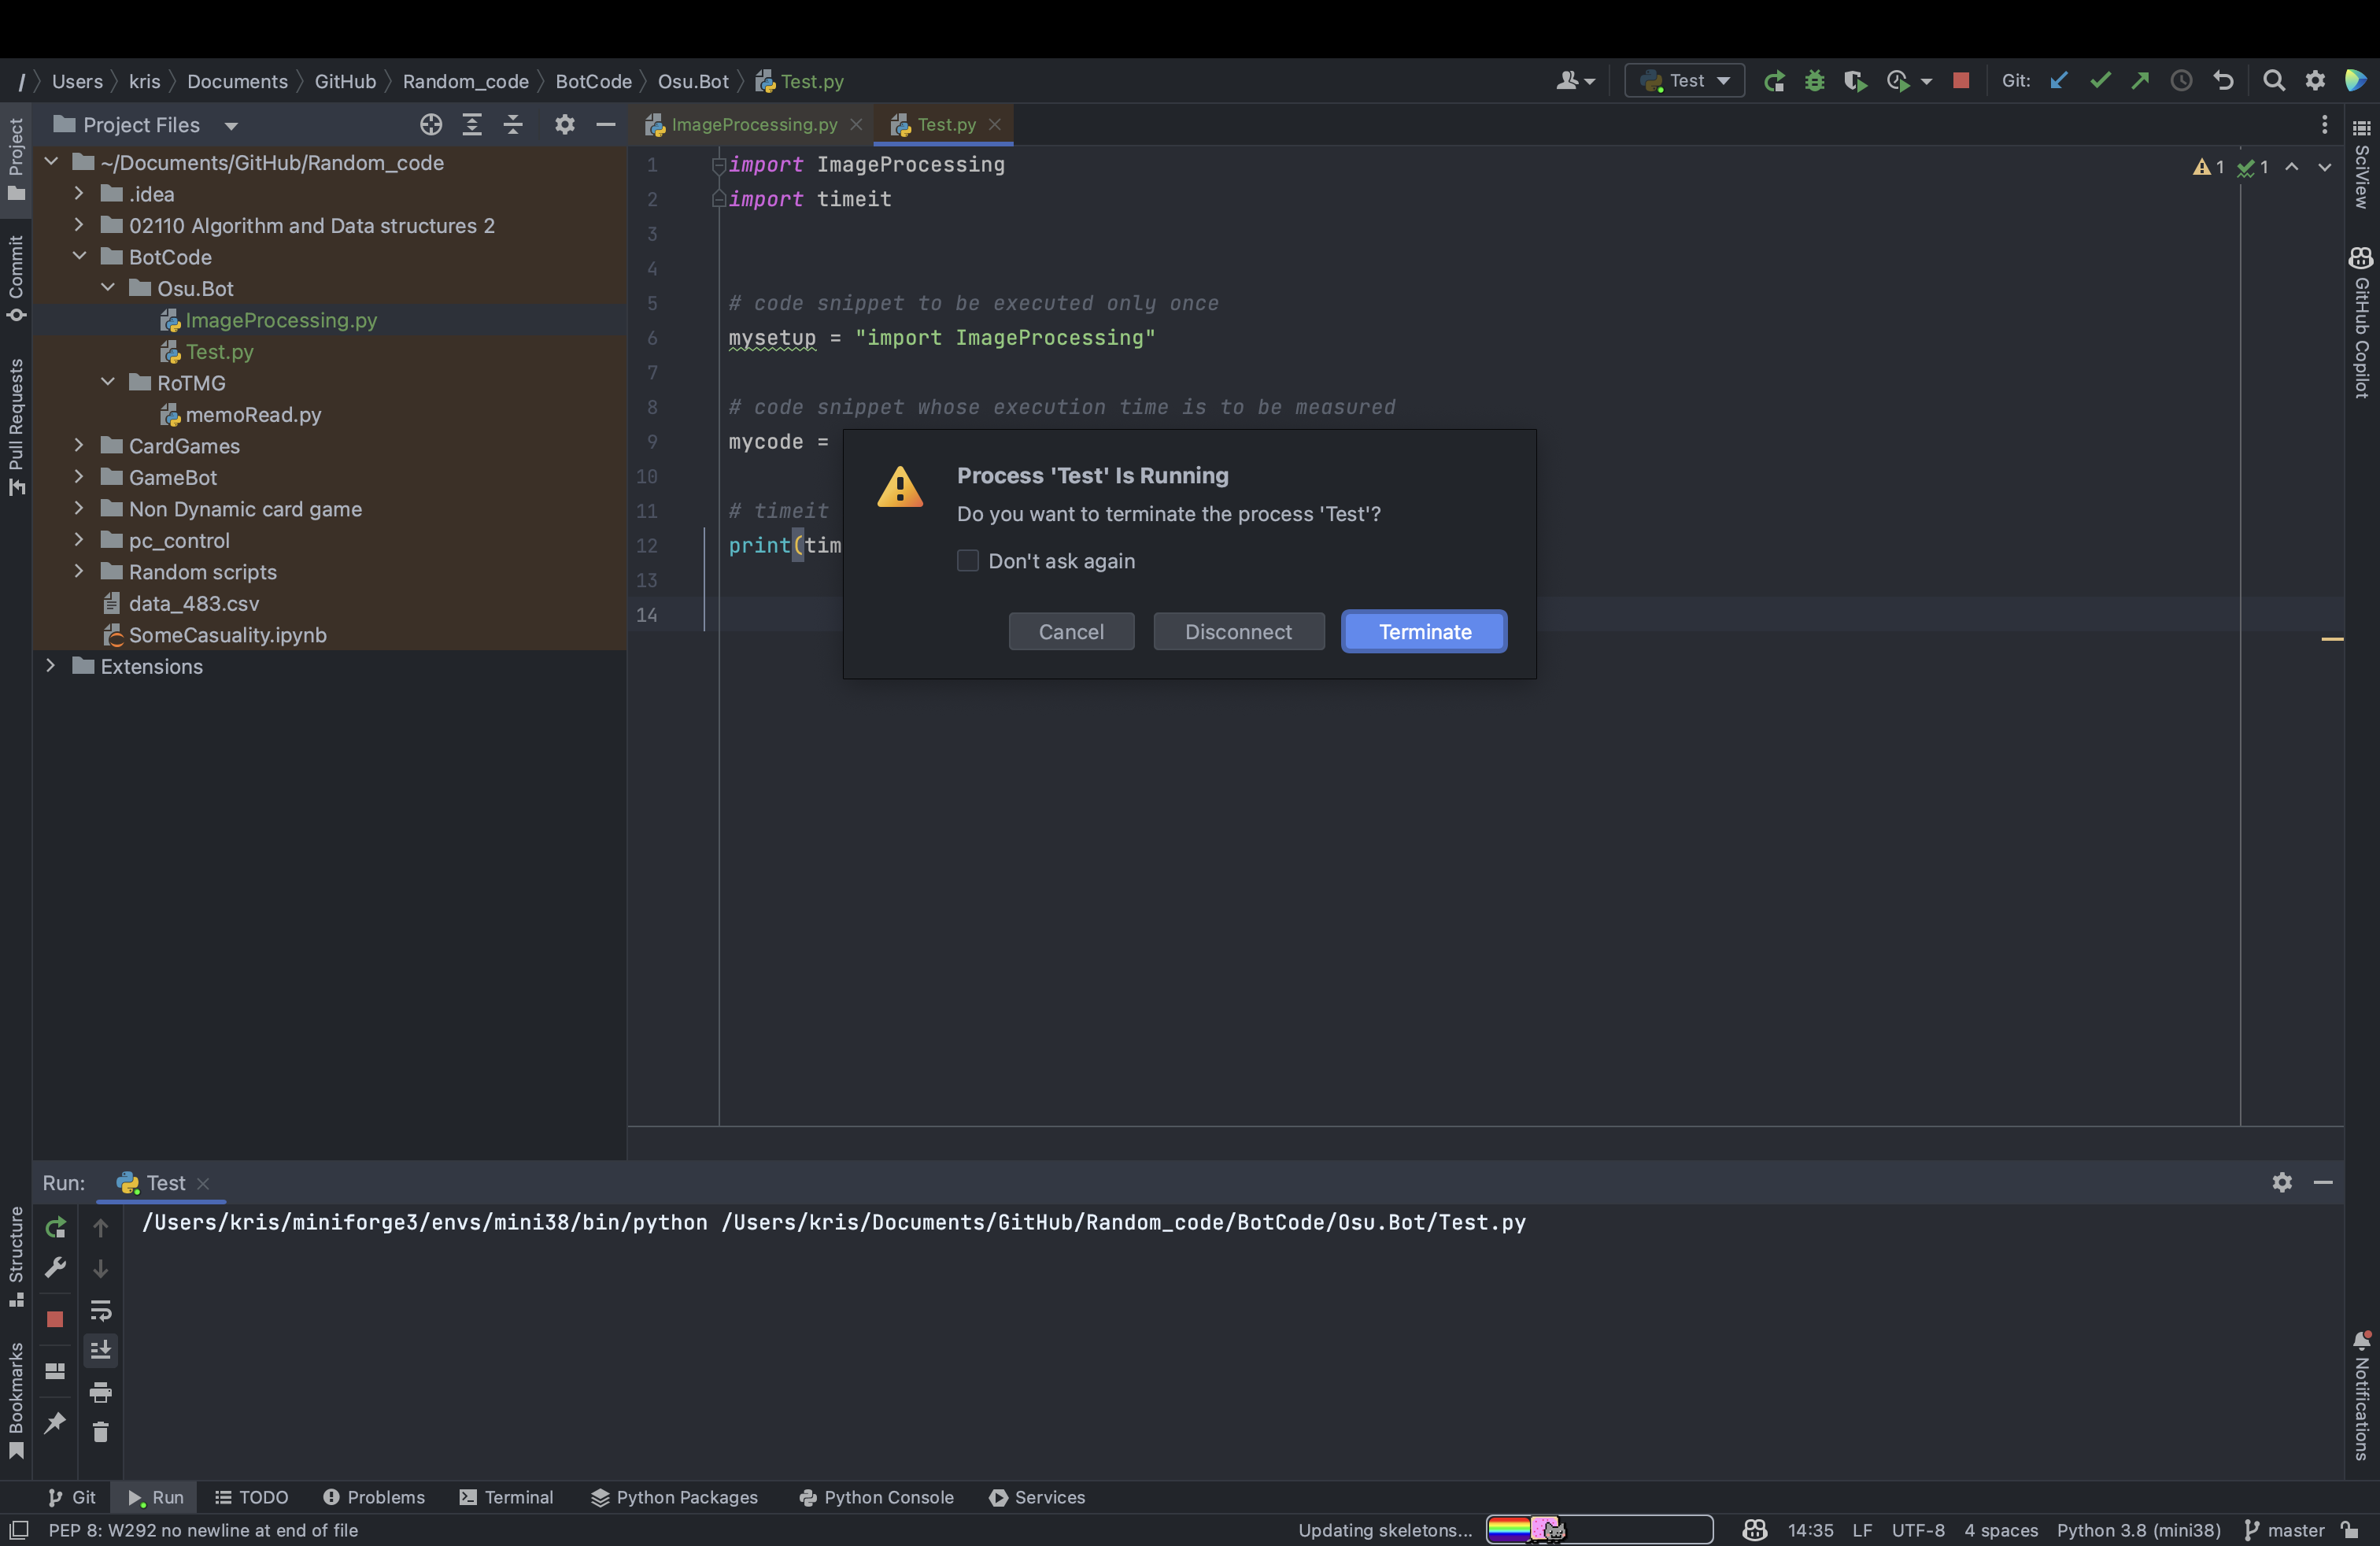 / Users kris Documents GitHub Random_code BotCode Osu.Bot Test.py
Test
Git:
Project Files
ImageProcessing.py
Test.py
Project
Commit
Pull Requests
~/Documents/GitHub/Random_code
.idea
02110 Algorithm and Data structures 2
BotCode
Osu.Bot
ImageProcessing.py
Test.py
RoTMG
memoRead.py
CardGames
GameBot
Non Dynamic card game
pc_control
Random scripts
data_483.csv
SomeCasuality.ipynb
Extensions
1 import ImageProcessing
2 import timeit
3
4
5 # code snippet to be executed only once
6 mysetup = "import ImageProcessing"
7
8 # code snippet whose execution time is to be measured
9 mycode =
10
11 # timeit
12 print(tim
13
14
1 1
SciView
GitHub Copilot
Process 'Test' Is Running
Do you want to terminate the process 'Test'?
Don't ask again
Cancel Disconnect Terminate
Run: Test
/Users/kris/miniforge3/envs/mini38/bin/python /Users/kris/Documents/GitHub/Random_code/BotCode/Osu.Bot/Test.py
Structure
Bookmarks
Notifications
Git Run TODO Problems Terminal Python Packages Python Console Services
PEP 8: W292 no newline at end of file
Updating skeletons... 14:35 LF UTF-8 4 spaces Python 3.8 (mini38) master